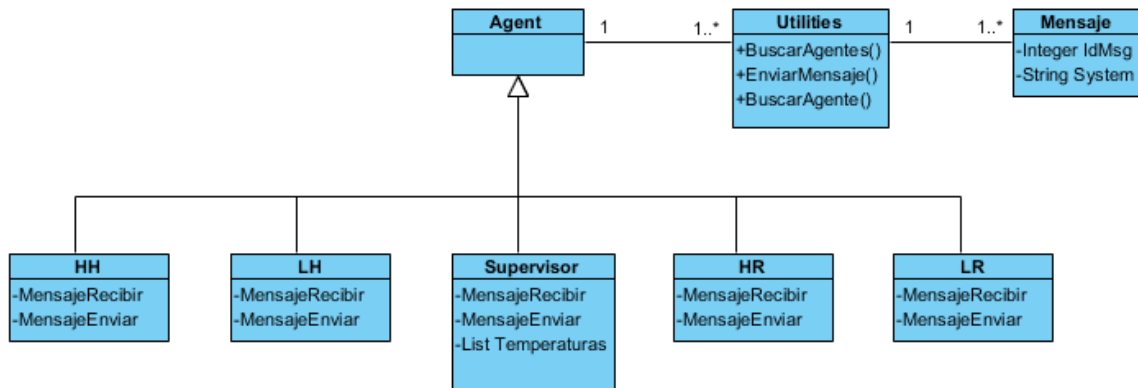 Agent
1
1..*
Utilities
+BuscarAgentes()
+EnviarMensaje()
+BuscarAgente()
1
1..*
Mensaje
-Integer IdMsg
-String System
HH
-MensajeRecibir
-MensajeEnviar
LH
-MensajeRecibir
-MensajeEnviar
Supervisor
-MensajeRecibir
-MensajeEnviar
-List Temperaturas
HR
-MensajeRecibir
-MensajeEnviar
LR
-MensajeRecibir
-MensajeEnviar